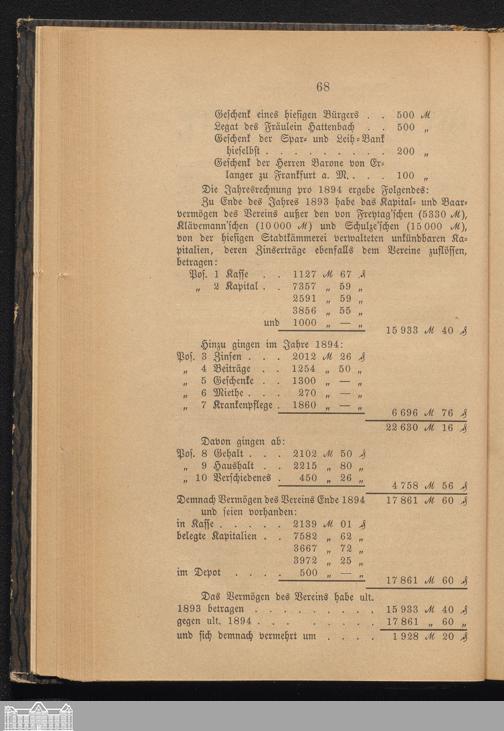 68
Geschenk eines hiesigen Bürgers . . 500 ℳ
Legat des Fräulein Hattenbach . . 500 „
Geschenk der Spar- und Leih-Bank
hieselbst . . . . . . . . . 200 „
Geschenk der Herren Barone von Er-
langer zu Frankfurt a. M. . . . 100 „
Die Jahresrechnung pro 1894 ergebe Folgendes:
Zu Ende des Jahres 1893 habe das Kapital- und Baar-
vermögen des Vereins außer den von Freytag'schen (5330 ℳ),
Klävemann'schen (10 000 ℳ) und Schulze'schen (15 000 ℳ),
von der hiesigen Stadtkämmerei verwalteten unkündbaren Ka-
pitalien, deren Zinserträge ebenfalls dem Vereine zuflössen,
betragen:
Pos. 1 Kasse . . 1127 ℳ 67 ₰
„ 2 Kapital . . 7357 „ 59 „
2591 „ 59 „
3856 „ 55 „
und 1000 „ — „
15 933 ℳ 40 ₰
Hinzu gingen im Jahre 1894:
Pos. 3 Zinsen . . . 2012 ℳ 26 ₰
„ 4 Beiträge . . 1254 „ 50 „
„ 5 Geschenke . . 1300 „ — „
„ 6 Miethe . . . 270 „ — „
„ 7 Krankenpflege . 1860 „ — „
6 696 ℳ 76 ₰
22 630 ℳ 16 ₰
Davon gingen ab:
Pos. 8 Gehalt . . . 2102 ℳ 50 ₰
„ 9 Haushalt . . 2215 „ 80 „
„ 10 Verschiedenes . 450 „ 26 „
4 758 ℳ 56 ₰
Demnach Vermögen des Vereins Ende 1894 17 861 ℳ 60 ₰
und seien vorhanden:
in Kasse . . . . . 2139 ℳ 01 ₰
belegte Kapitalien . . 7582 „ 62 „
3667 „ 72 „
3972 „ 25 „
im Depot . . . . 500 „ — „
17 861 ℳ 60 ₰
Das Vermögen des Vereins habe ult.
1893 betragen . . . . . . . . . 15 933 ℳ 40 ₰
gegen ult. 1894 . . . . . . . . . 17 861 „ 60 „
und sich demnach vermehrt um . . . . 1 928 ℳ 20 ₰